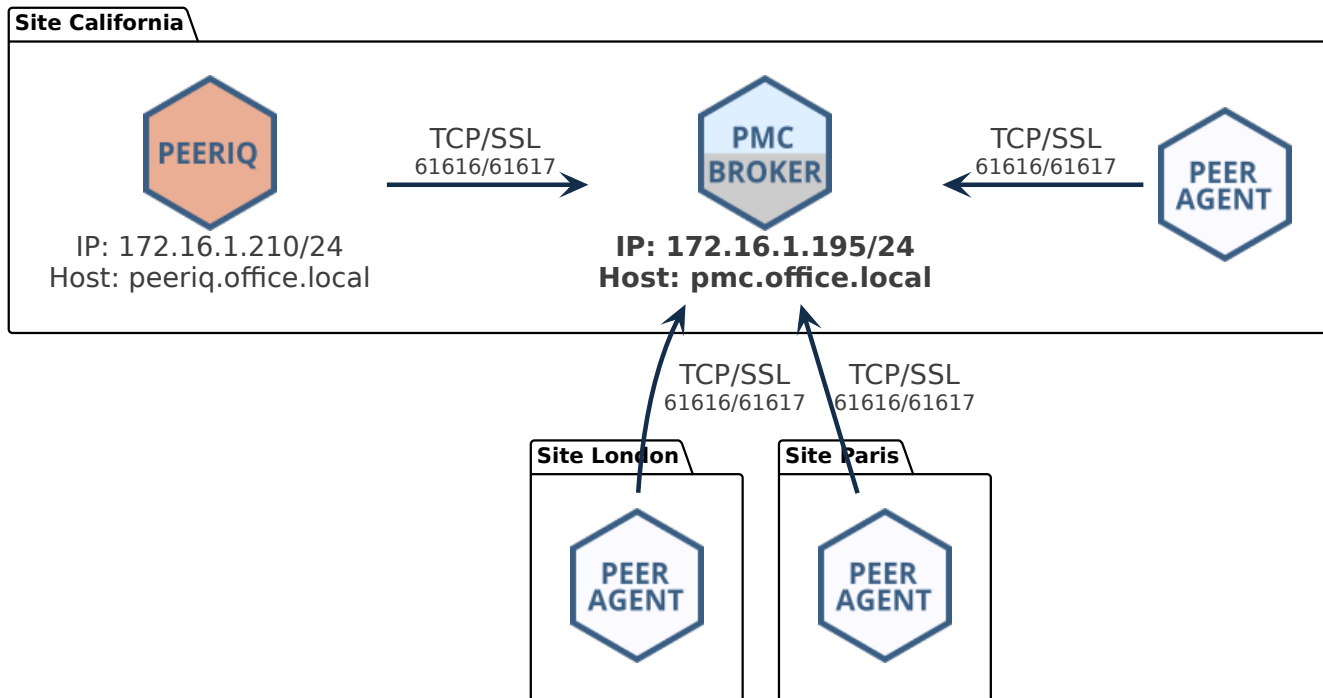 Site California
PEERIQ
TCP/SSL
61616/61617
PMC
BROKER
TCP/SSL
61616/61617
PEER
AGENT
IP: 172.16.1.210/24
Host: peeriq.office.local
IP: 172.16.1.195/24
Host: pmc.office.local
TCP/SSL
61616/61617
TCP/SSL
61616/61617
Site London
PEER
AGENT
Site Paris
PEER
AGENT